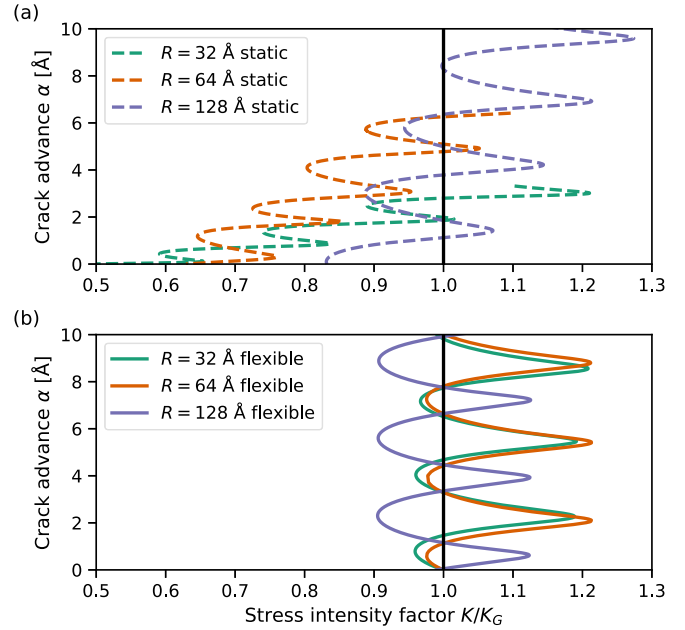 (a)
10
8
6
4
2
0
Crack advance α [Å]
R = 32 Å static
R = 64 Å static
R = 128 Å static
0.5 0.6 0.7 0.8 0.9 1.0 1.1 1.2 1.3
(b)
10
8
6
4
2
0
Crack advance α [Å]
R = 32 Å flexible
R = 64 Å flexible
R = 128 Å flexible
0.5 0.6 0.7 0.8 0.9 1.0 1.1 1.2 1.3
Stress intensity factor K/K_G